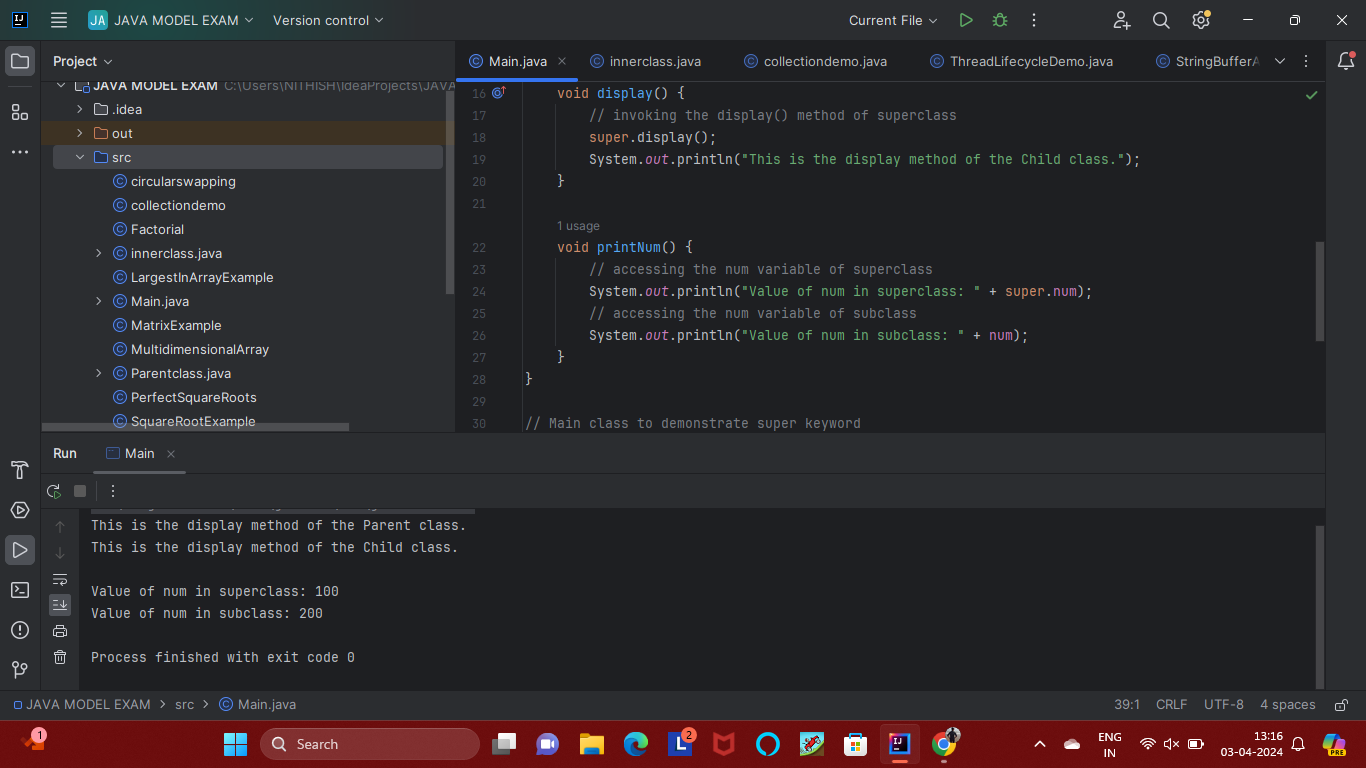 JA JAVA MODEL EXAM Version control Current File
Project
JAVA MODEL EXAM C:\Users\NITHISH\IdeaProjects\JAVA
.idea
out
src
circularswapping
collectiondemo
Factorial
innerclass.java
LargestInArrayExample
Main.java
MatrixExample
MultidimensionalArray
Parentclass.java
PerfectSquareRoots
SquareRootExample
Main.java innerclass.java collectiondemo.java ThreadLifecycleDemo.java StringBufferA
16 void display() {
17 // invoking the display() method of superclass
18 super.display();
19 System.out.println("This is the display method of the Child class.");
20 }
21
1 usage
22 void printNum() {
23 // accessing the num variable of superclass
24 System.out.println("Value of num in superclass: " + super.num);
25 // accessing the num variable of subclass
26 System.out.println("Value of num in subclass: " + num);
27 }
28 }
29
30 // Main class to demonstrate super keyword
Run Main
This is the display method of the Parent class.
This is the display method of the Child class.
Value of num in superclass: 100
Value of num in subclass: 200
Process finished with exit code 0
JAVA MODEL EXAM > src > Main.java 39:1 CRLF UTF-8 4 spaces
1 Search L 2 ENG 13:16
IN 03-04-2024 PRE